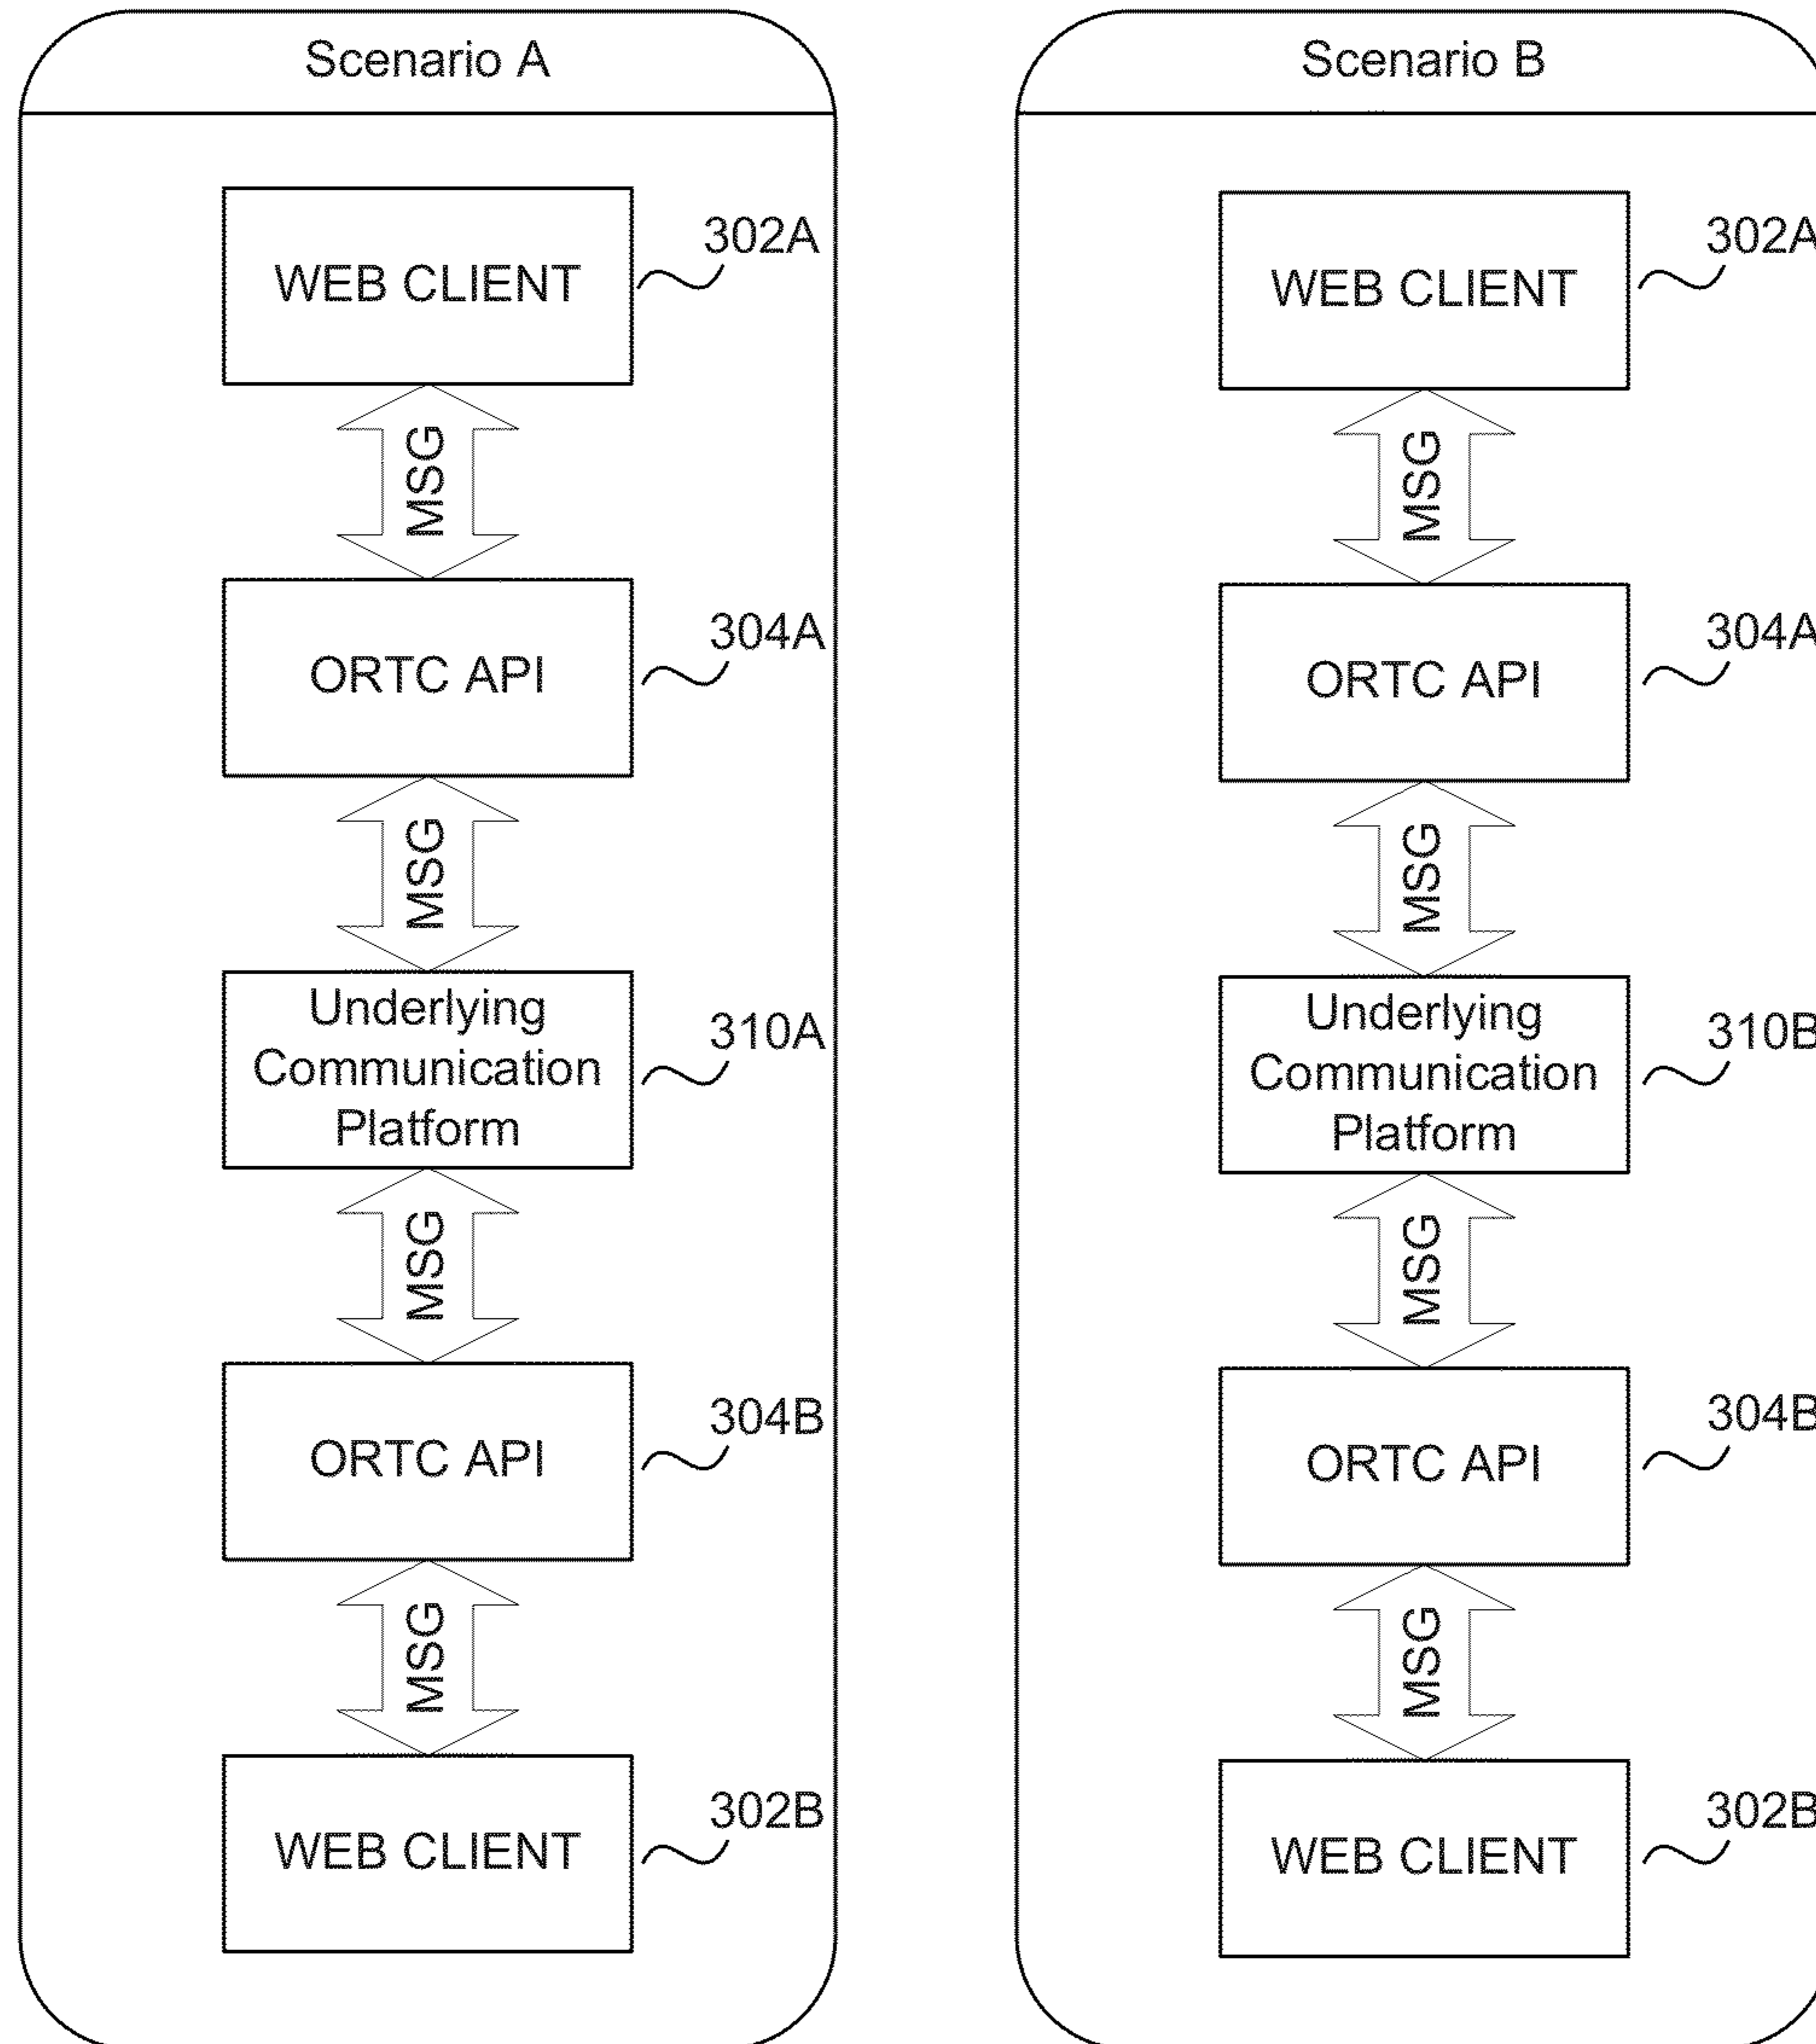 Scenario A
WEB CLIENT
302A
MSG
ORTC API
304A
MSG
Underlying
Communication
Platform
310A
MSG
ORTC API
304B
MSG
WEB CLIENT
302B
Scenario B
WEB CLIENT
302A
MSG
ORTC API
304A
MSG
Underlying
Communication
Platform
310B
MSG
ORTC API
304B
MSG
WEB CLIENT
302B